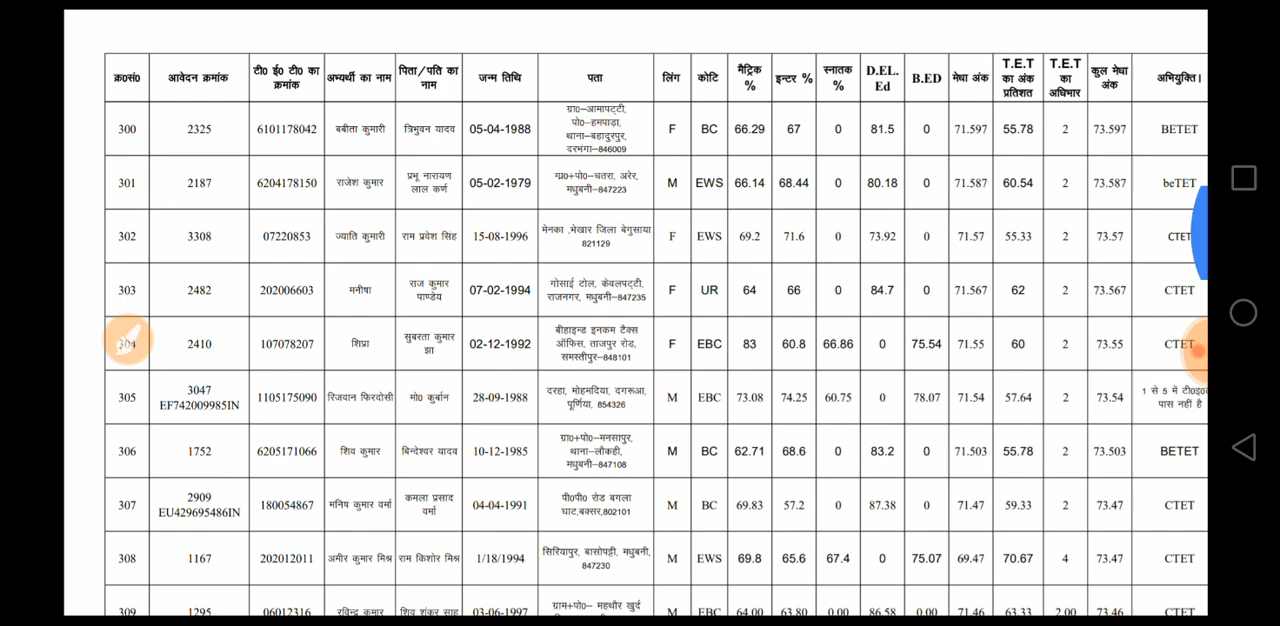 क्र0सं0 आवेदन क्रमांक टी0 ई0 टी0 का क्रमांक अभ्यर्थी का नाम पिता/पति का नाम जन्म तिथि पता लिंग कोटि मैट्रिक % इन्टर % स्नातक % D.EL.Ed B.ED मेधा अंक T.E.T का अंक प्रतिशत T.E.T का अधिभार कुल मेधा अंक अभियुक्ति।
300 2325 6101178042 बबीता कुमारी त्रिभुवन यादव 05-04-1988 ग्रा0–आमापट्टी, पो0–हमपाड़ा, थाना–बहादुरपुर, दरभंगा–846009 F BC 66.29 67 0 81.5 0 71.597 55.78 2 73.597 BETET
301 2187 6204178150 राजेश कुमार प्रभू नारायण लाल कर्ण 05-02-1979 ग्र0+पो0–चतरा, अरेर, मधुबनी–847223 M EWS 66.14 68.44 0 80.18 0 71.587 60.54 2 73.587 beTET
302 3308 07220853 ज्याति कुमारी राम प्रवेश सिंह 15-08-1996 मेनका ,मेखार जिला बेगुसाया 821129 F EWS 69.2 71.6 0 73.92 0 71.57 55.33 2 73.57 CTET
303 2482 202006603 मनीषा राज कुमार पाण्डेय 07-02-1994 गोसाई टोल, केवलपट्टी, राजनगर, मधुबनी–847235 F UR 64 66 0 84.7 0 71.567 62 2 73.567 CTET
304 2410 107078207 शिप्रा सुबरता कुमार झा 02-12-1992 बीहाइन्ड इनकम टैक्स ऑफिस, ताजपुर रोड, समस्तीपुर–848101 F EBC 83 60.8 66.86 0 75.54 71.55 60 2 73.55 CTET
305 3047 EF742009985IN 1105175090 रिजवान फिरदोसी मो0 कुर्बान 28-09-1988 दरहा, मोहमदिया, दगरूआ, पूर्णिया, 854326 M EBC 73.08 74.25 60.75 0 78.07 71.54 57.64 2 73.54 1 से 5 में पास नहीं है
306 1752 6205171066 शिव कुमार बिन्देश्वर यादव 10-12-1985 ग्रा0+पो0–मनसापुर, थाना–लौकही, मधुबनी–847108 M BC 62.71 68.6 0 83.2 0 71.503 55.78 2 73.503 BETET
307 2909 EU429695486IN 180054867 मनिष कुमार वर्मा कमला प्रसाद वर्मा 04-04-1991 पी0पी0 रोड बगला घाट,बक्सर,802101 M BC 69.83 57.2 0 87.38 0 71.47 59.33 2 73.47 CTET
308 1167 202012011 अमीर कुमार मिश्र राम किशोर मिश्र 1/18/1994 सिरियापुर, बासोपट्टी, मधुबनी, 847230 M EWS 69.8 65.6 67.4 0 75.07 69.47 70.67 4 73.47 CTET
309 1295 06012316 रविन्द्र कुमार शिव शंकर साह 03-06-1997 ग्राम+पो0– महथौर खुर्द M EBC 64.00 63.80 0.00 86.58 0.00 71.46 63.33 2.00 73.46 CTET